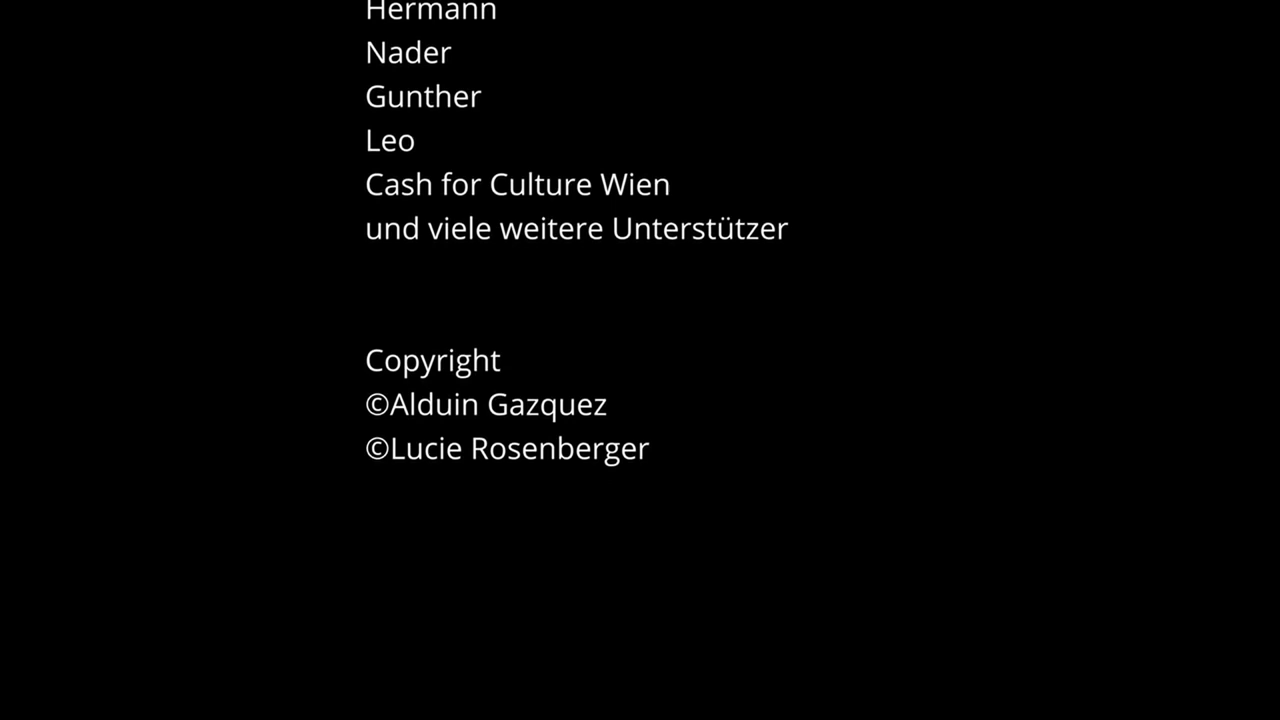 Hermann
Nader
Gunther
Leo
Cash for Culture Wien
und viele weitere Unterstützer
Copyright
©Alduin Gazquez
©Lucie Rosenberger